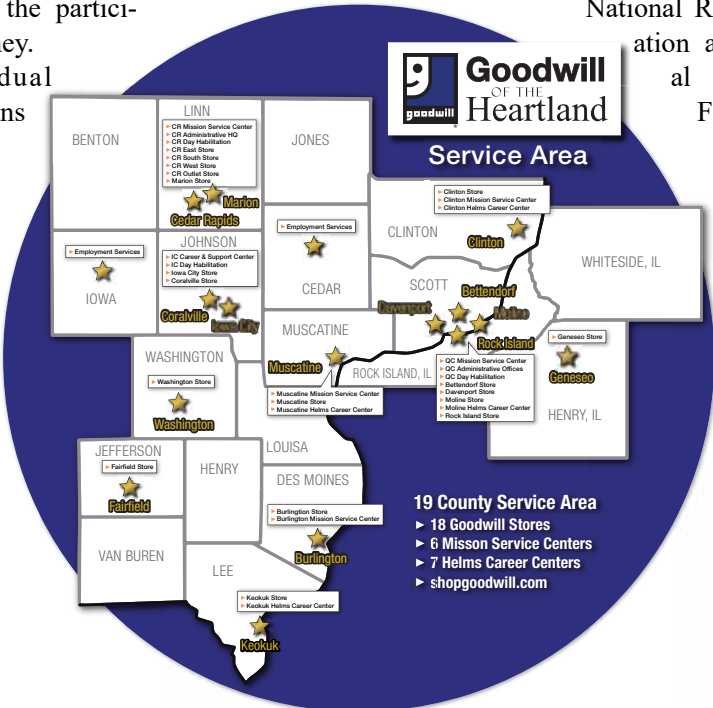 the partici-
ney.
dual
ns
National R
ation a
al
F
Goodwill
OF THE
Heartland
goodwill
Service Area
BENTON
LINN
▸ CR Mission Service Center
▸ CR Administrative HQ
▸ CR Day Habilitation
▸ CR East Store
▸ CR South Store
▸ CR West Store
▸ CR Outlet Store
▸ Marion Store
Marion
Cedar Rapids
JONES
▸ Clinton Store
▸ Clinton Mission Service Center
▸ Clinton Helms Career Center
CLINTON
Clinton
WHITESIDE, IL
▸ Employment Services
IOWA
JOHNSON
▸ IC Career & Support Center
▸ IC Day Habilitation
▸ Iowa City Store
▸ Coralville Store
Coralville
Iowa City
▸ Employment Services
CEDAR
SCOTT
Bettendorf
Davenport
Moline
Rock Island
▸ QC Mission Service Center
▸ QC Administrative Offices
▸ QC Day Habilitation
▸ Bettendorf Store
▸ Davenport Store
▸ Moline Store
▸ Moline Helms Career Center
▸ Rock Island Store
▸ Geneseo Store
Geneseo
HENRY, IL
MUSCATINE
Muscatine
ROCK ISLAND, IL
▸ Muscatine Mission Service Center
▸ Muscatine Store
▸ Muscatine Helms Career Center
WASHINGTON
▸ Washington Store
Washington
LOUISA
JEFFERSON
▸ Fairfield Store
Fairfield
HENRY
DES MOINES
▸ Burlington Store
▸ Burlington Mission Service Center
Burlington
VAN BUREN
LEE
▸ Keokuk Store
▸ Keokuk Helms Career Center
Keokuk
19 County Service Area
► 18 Goodwill Stores
► 6 Misson Service Centers
► 7 Helms Career Centers
► shopgoodwill.com